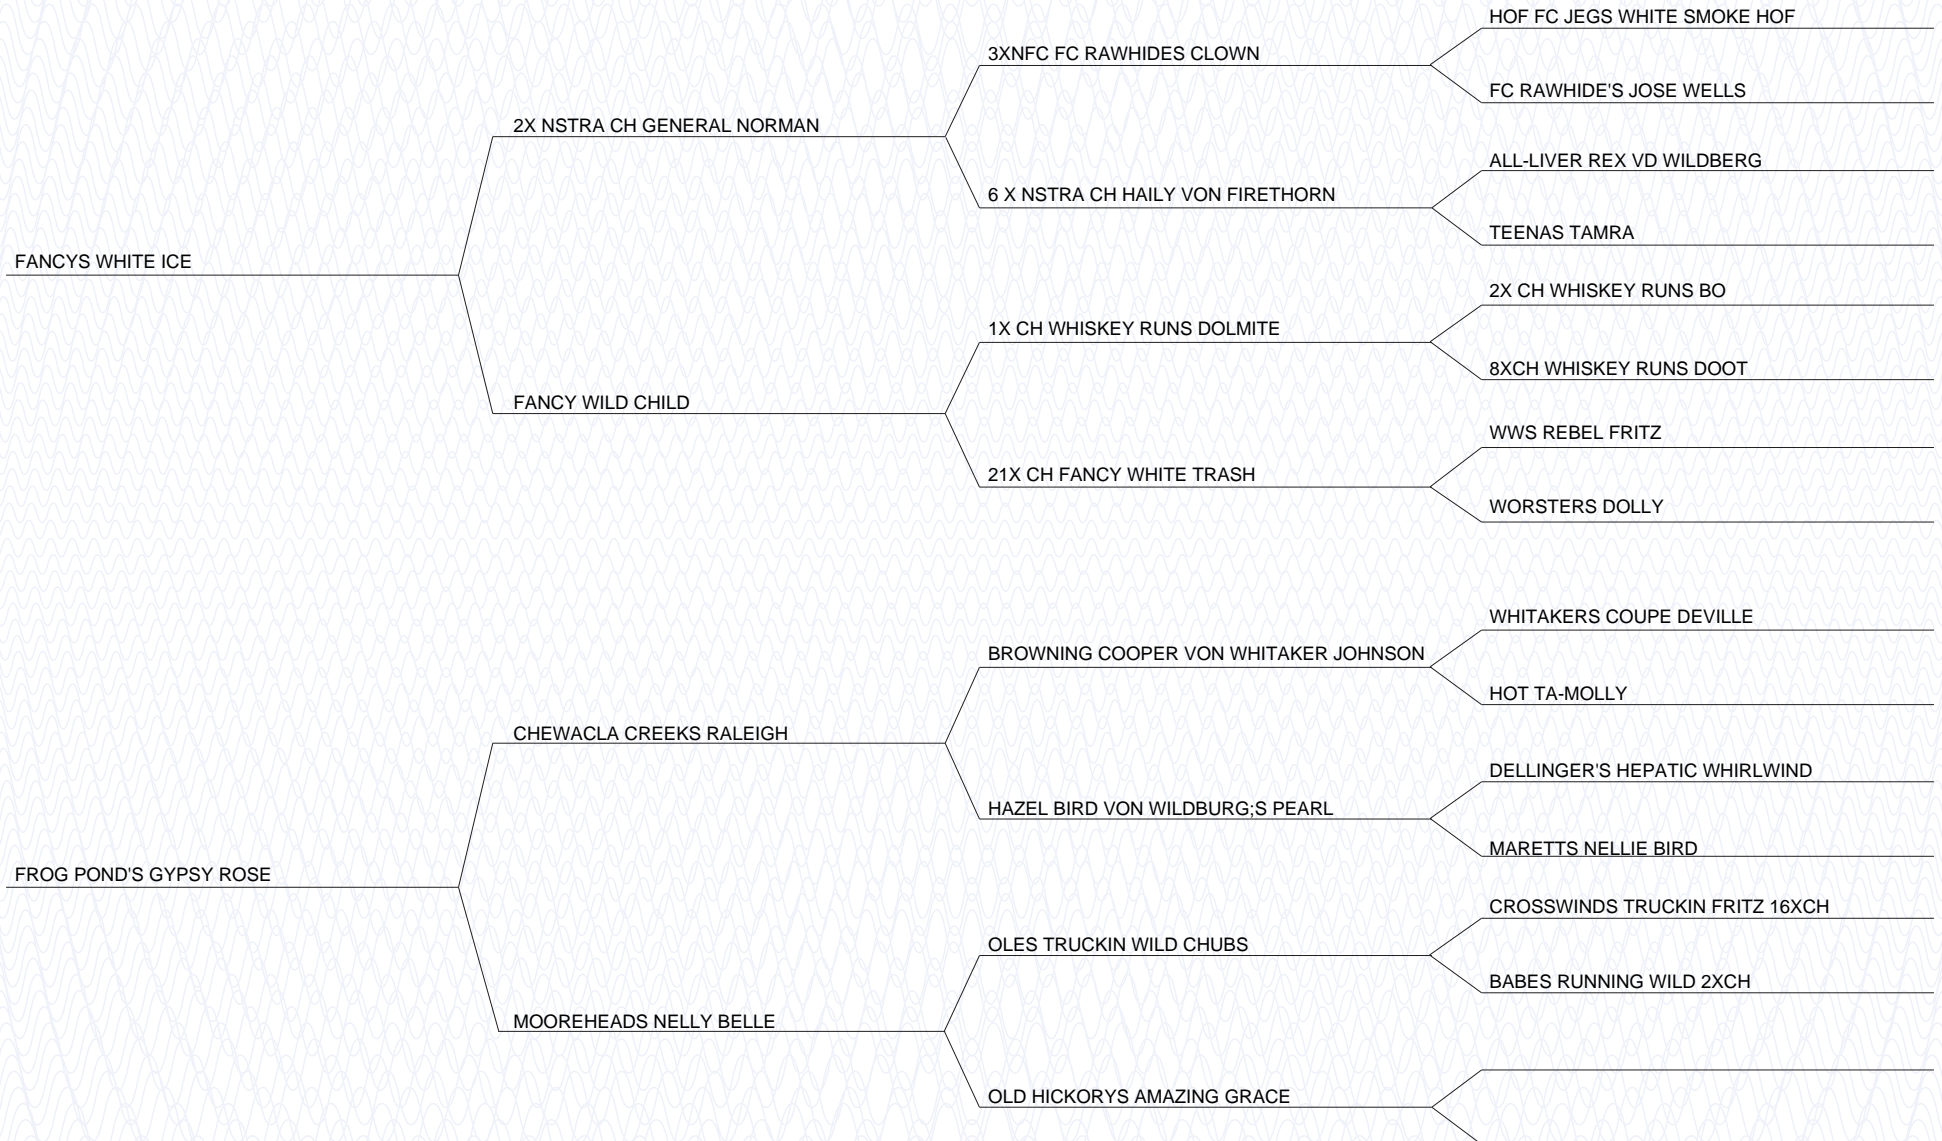 HOF FC JEGS WHITE SMOKE HOF
3XNFC FC RAWHIDES CLOWN
FC RAWHIDE'S JOSE WELLS
2X NSTRA CH GENERAL NORMAN
ALL-LIVER REX VD WILDBERG
6 X NSTRA CH HAILY VON FIRETHORN
TEENAS TAMRA
FANCYS WHITE ICE
2X CH WHISKEY RUNS BO
1X CH WHISKEY RUNS DOLMITE
8XCH WHISKEY RUNS DOOT
FANCY WILD CHILD
WWS REBEL FRITZ
21X CH FANCY WHITE TRASH
WORSTERS DOLLY
WHITAKERS COUPE DEVILLE
BROWNING COOPER VON WHITAKER JOHNSON
HOT TA-MOLLY
CHEWACLA CREEKS RALEIGH
DELLINGER'S HEPATIC WHIRLWIND
HAZEL BIRD VON WILDBURG;S PEARL
MARETTS NELLIE BIRD
FROG POND'S GYPSY ROSE
CROSSWINDS TRUCKIN FRITZ 16XCH
OLES TRUCKIN WILD CHUBS
BABES RUNNING WILD 2XCH
MOOREHEADS NELLY BELLE
OLD HICKORYS AMAZING GRACE